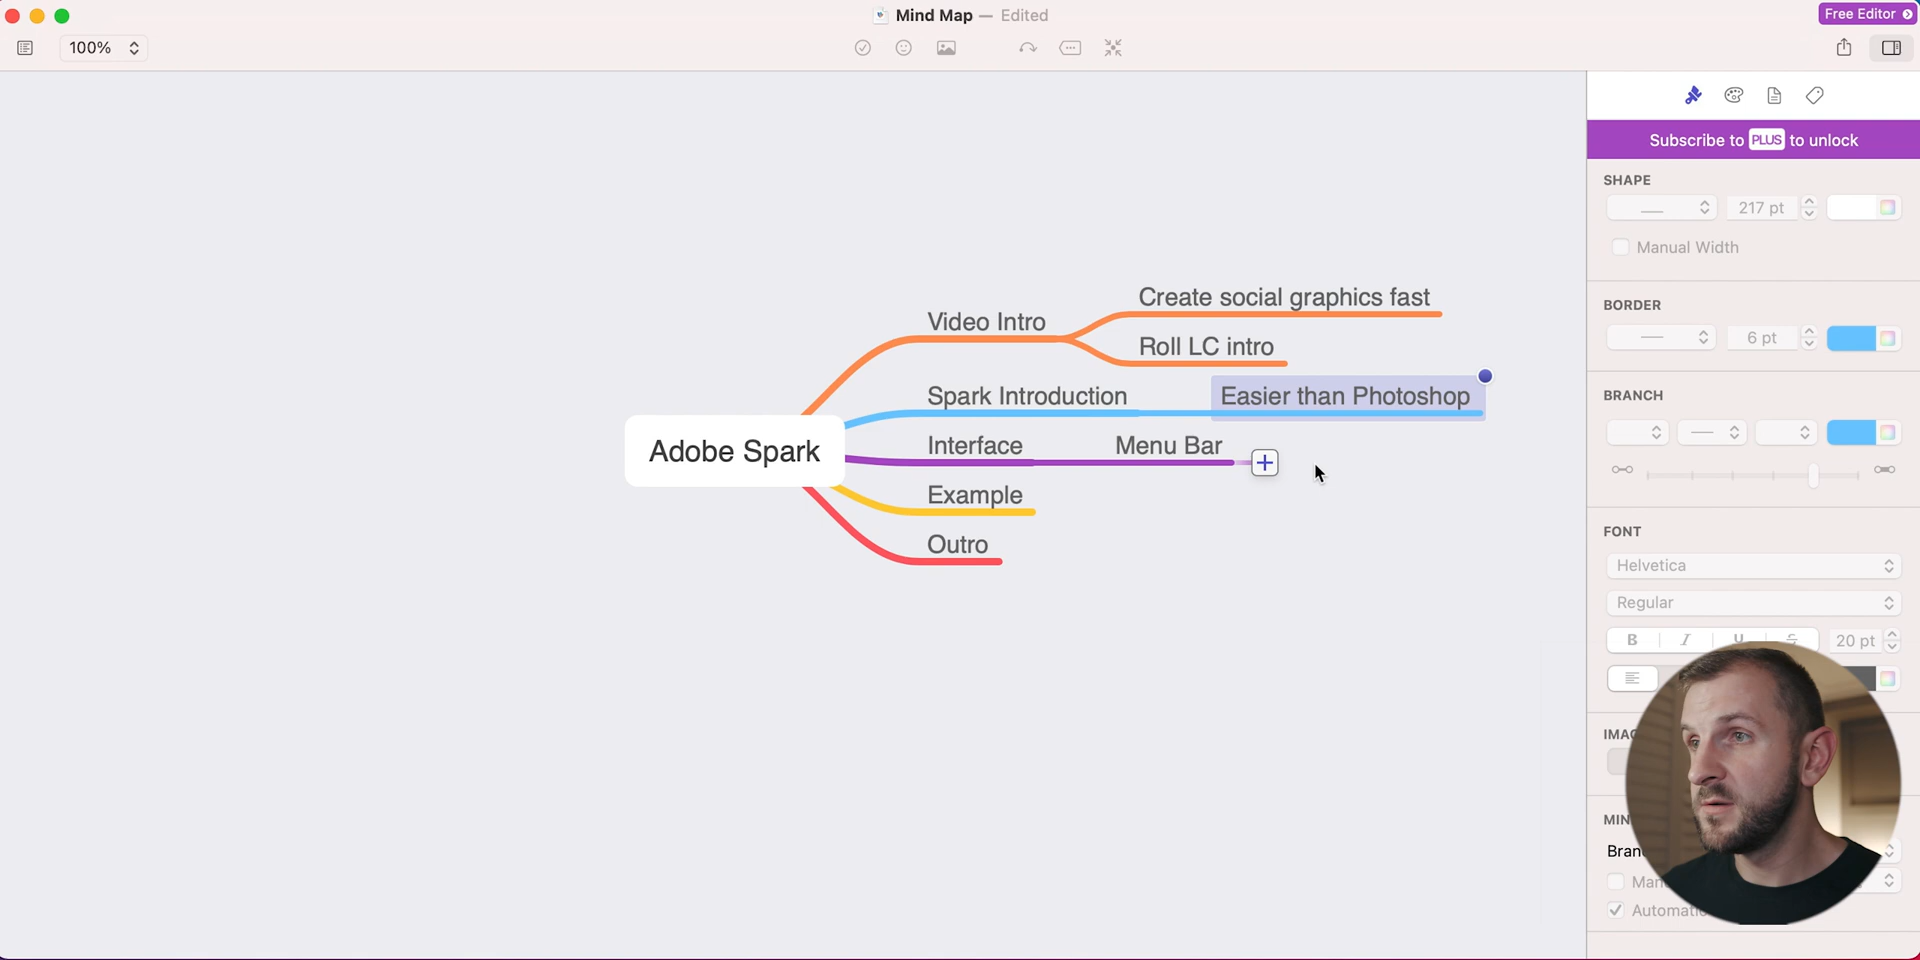 Mind Map — Edited
Free Editor
100%
Subscribe to PLUS to unlock
SHAPE
217 pt
Manual Width
BORDER
6 pt
BRANCH
FONT
Helvetica
Regular
B I U S 20 pt
Create social graphics fast
Video Intro
Roll LC intro
Spark Introduction Easier than Photoshop
Adobe Spark
Interface Menu Bar
Example
Outro